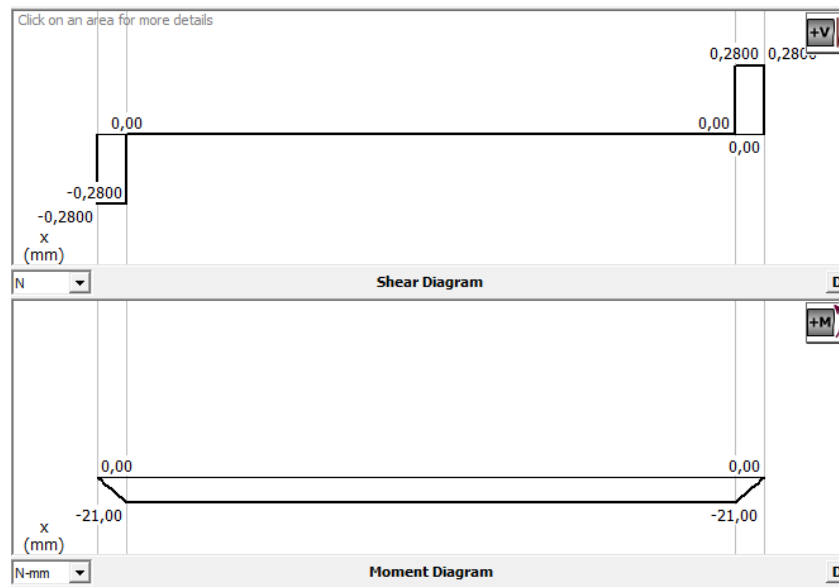 Click on an area for more details
+V
0,2800 0,280
0,00 0,00
0,00
-0,2800
-0,2800
x
(mm)
N Shear Diagram D
+M
0,00 0,00
-21,00 -21,00
x
(mm)
N-mm Moment Diagram D